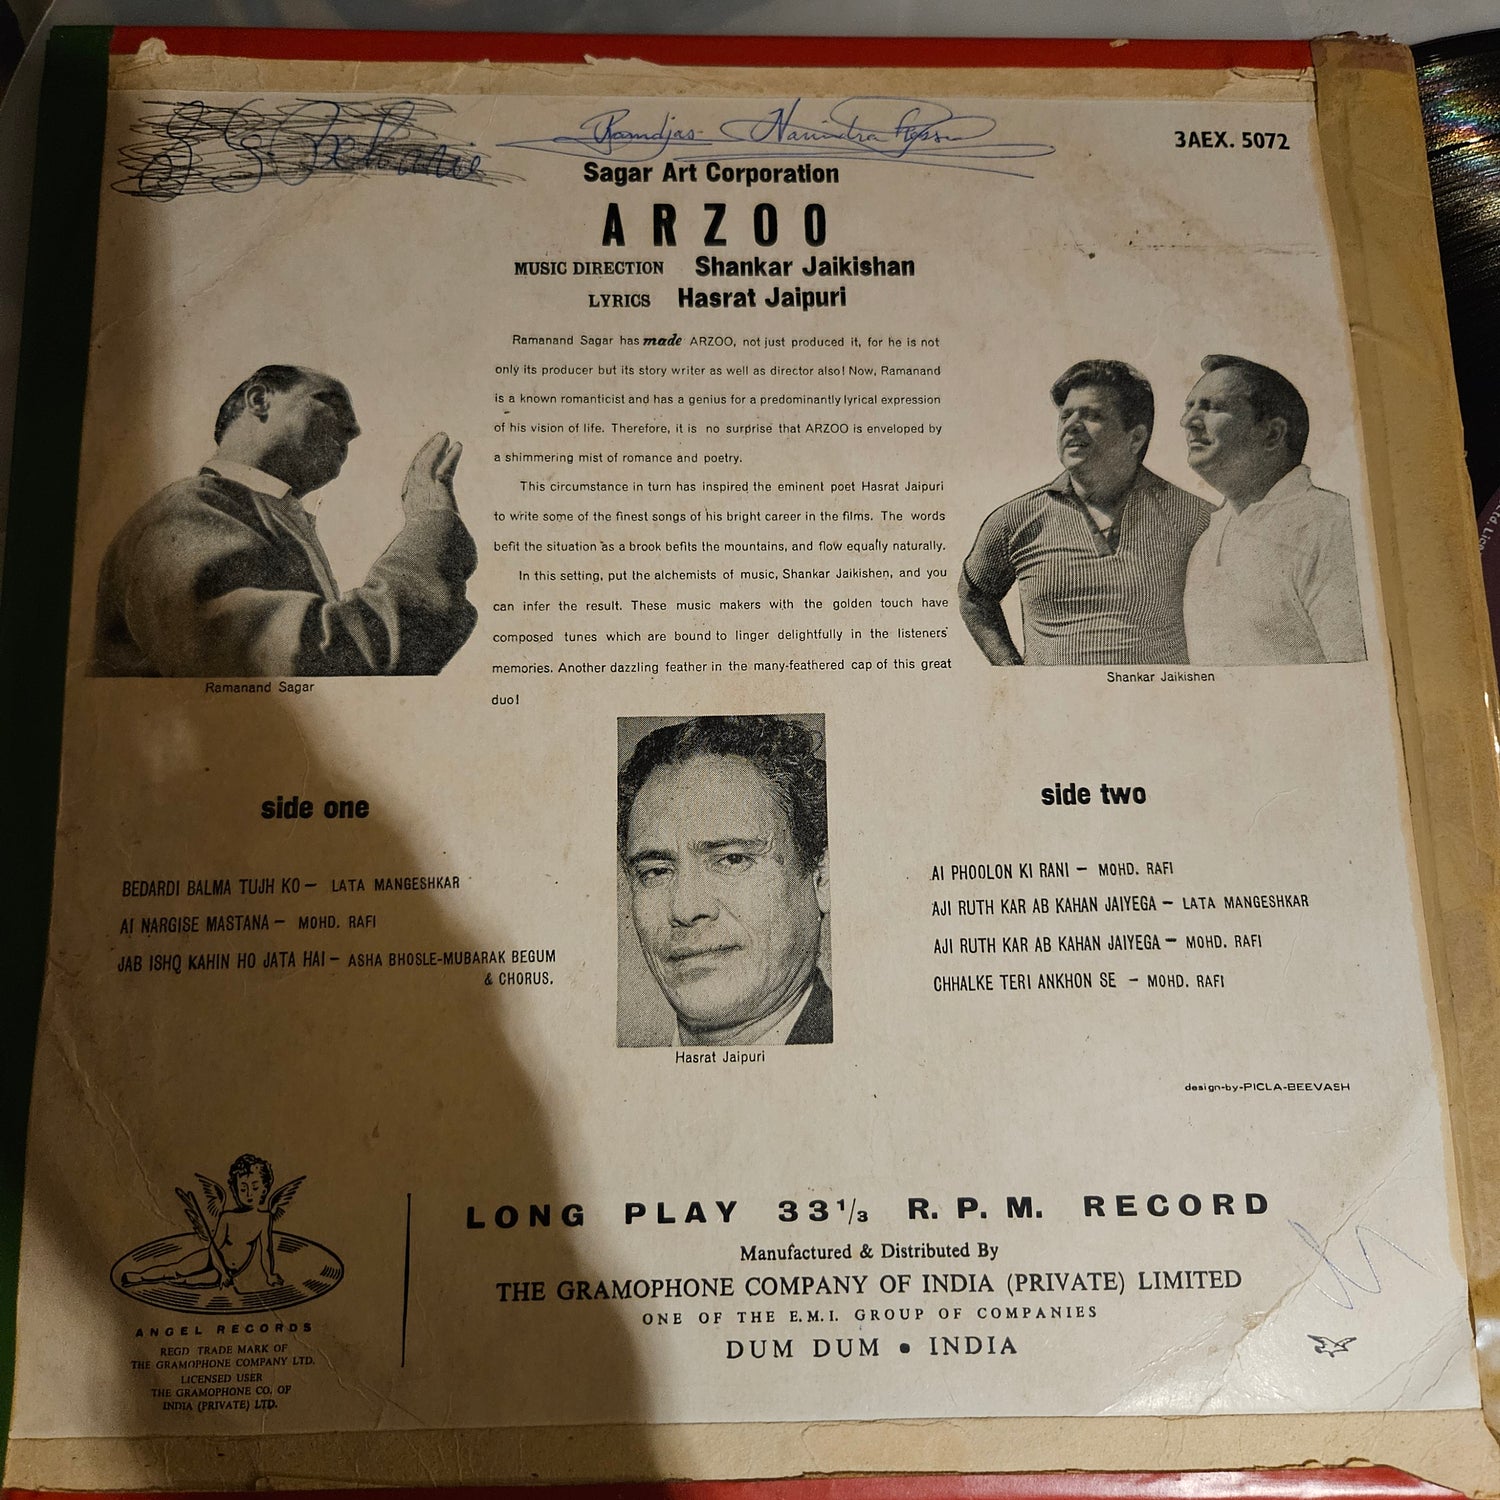 Ramdjas Narindra
3AEX. 5072
Sagar Art Corporation
ARZOO
MUSIC DIRECTION Shankar Jaikishan
LYRICS Hasrat Jaipuri
Ramanand Sagar has made ARZOO, not just produced it, for he is not
only its producer but its story writer as well as director also! Now, Ramanand
is a known romanticist and has a genius for a predominantly lyrical expression
of his vision of life. Therefore, it is no surprise that ARZOO is enveloped by
a shimmering mist of romance and poetry.
This circumstance in turn has inspired the eminent poet Hasrat Jaipuri
to write some of the finest songs of his bright career in the films. The words
befit the situation as a brook befits the mountains, and flow equally naturally.
In this setting, put the alchemists of music, Shankar Jaikishen, and you
can infer the result. These music makers with the golden touch have
composed tunes which are bound to linger delightfully in the listeners'
memories. Another dazzling feather in the many-feathered cap of this great
duo!
Ramanand Sagar
Shankar Jaikishen
Hasrat Jaipuri
side one
BEDARDI BALMA TUJH KO – LATA MANGESHKAR
AI NARGISE MASTANA – MOHD. RAFI
JAB ISHQ KAHIN HO JATA HAI – ASHA BHOSLE-MUBARAK BEGUM
& CHORUS.
side two
AI PHOOLON KI RANI – MOHD. RAFI
AJI RUTH KAR AB KAHAN JAIYEGA – LATA MANGESHKAR
AJI RUTH KAR AB KAHAN JAIYEGA – MOHD. RAFI
CHHALKE TERI ANKHON SE – MOHD. RAFI
design-by-PICLA-BEEVASH
ANGEL RECORDS
REGD TRADE MARK OF
THE GRAMOPHONE COMPANY LTD.
LICENSED USER
THE GRAMOPHONE CO. OF
INDIA (PRIVATE) LTD.
LONG PLAY 33 1/3 R. P. M. RECORD
Manufactured & Distributed By
THE GRAMOPHONE COMPANY OF INDIA (PRIVATE) LIMITED
ONE OF THE E.M.I. GROUP OF COMPANIES
DUM DUM • INDIA